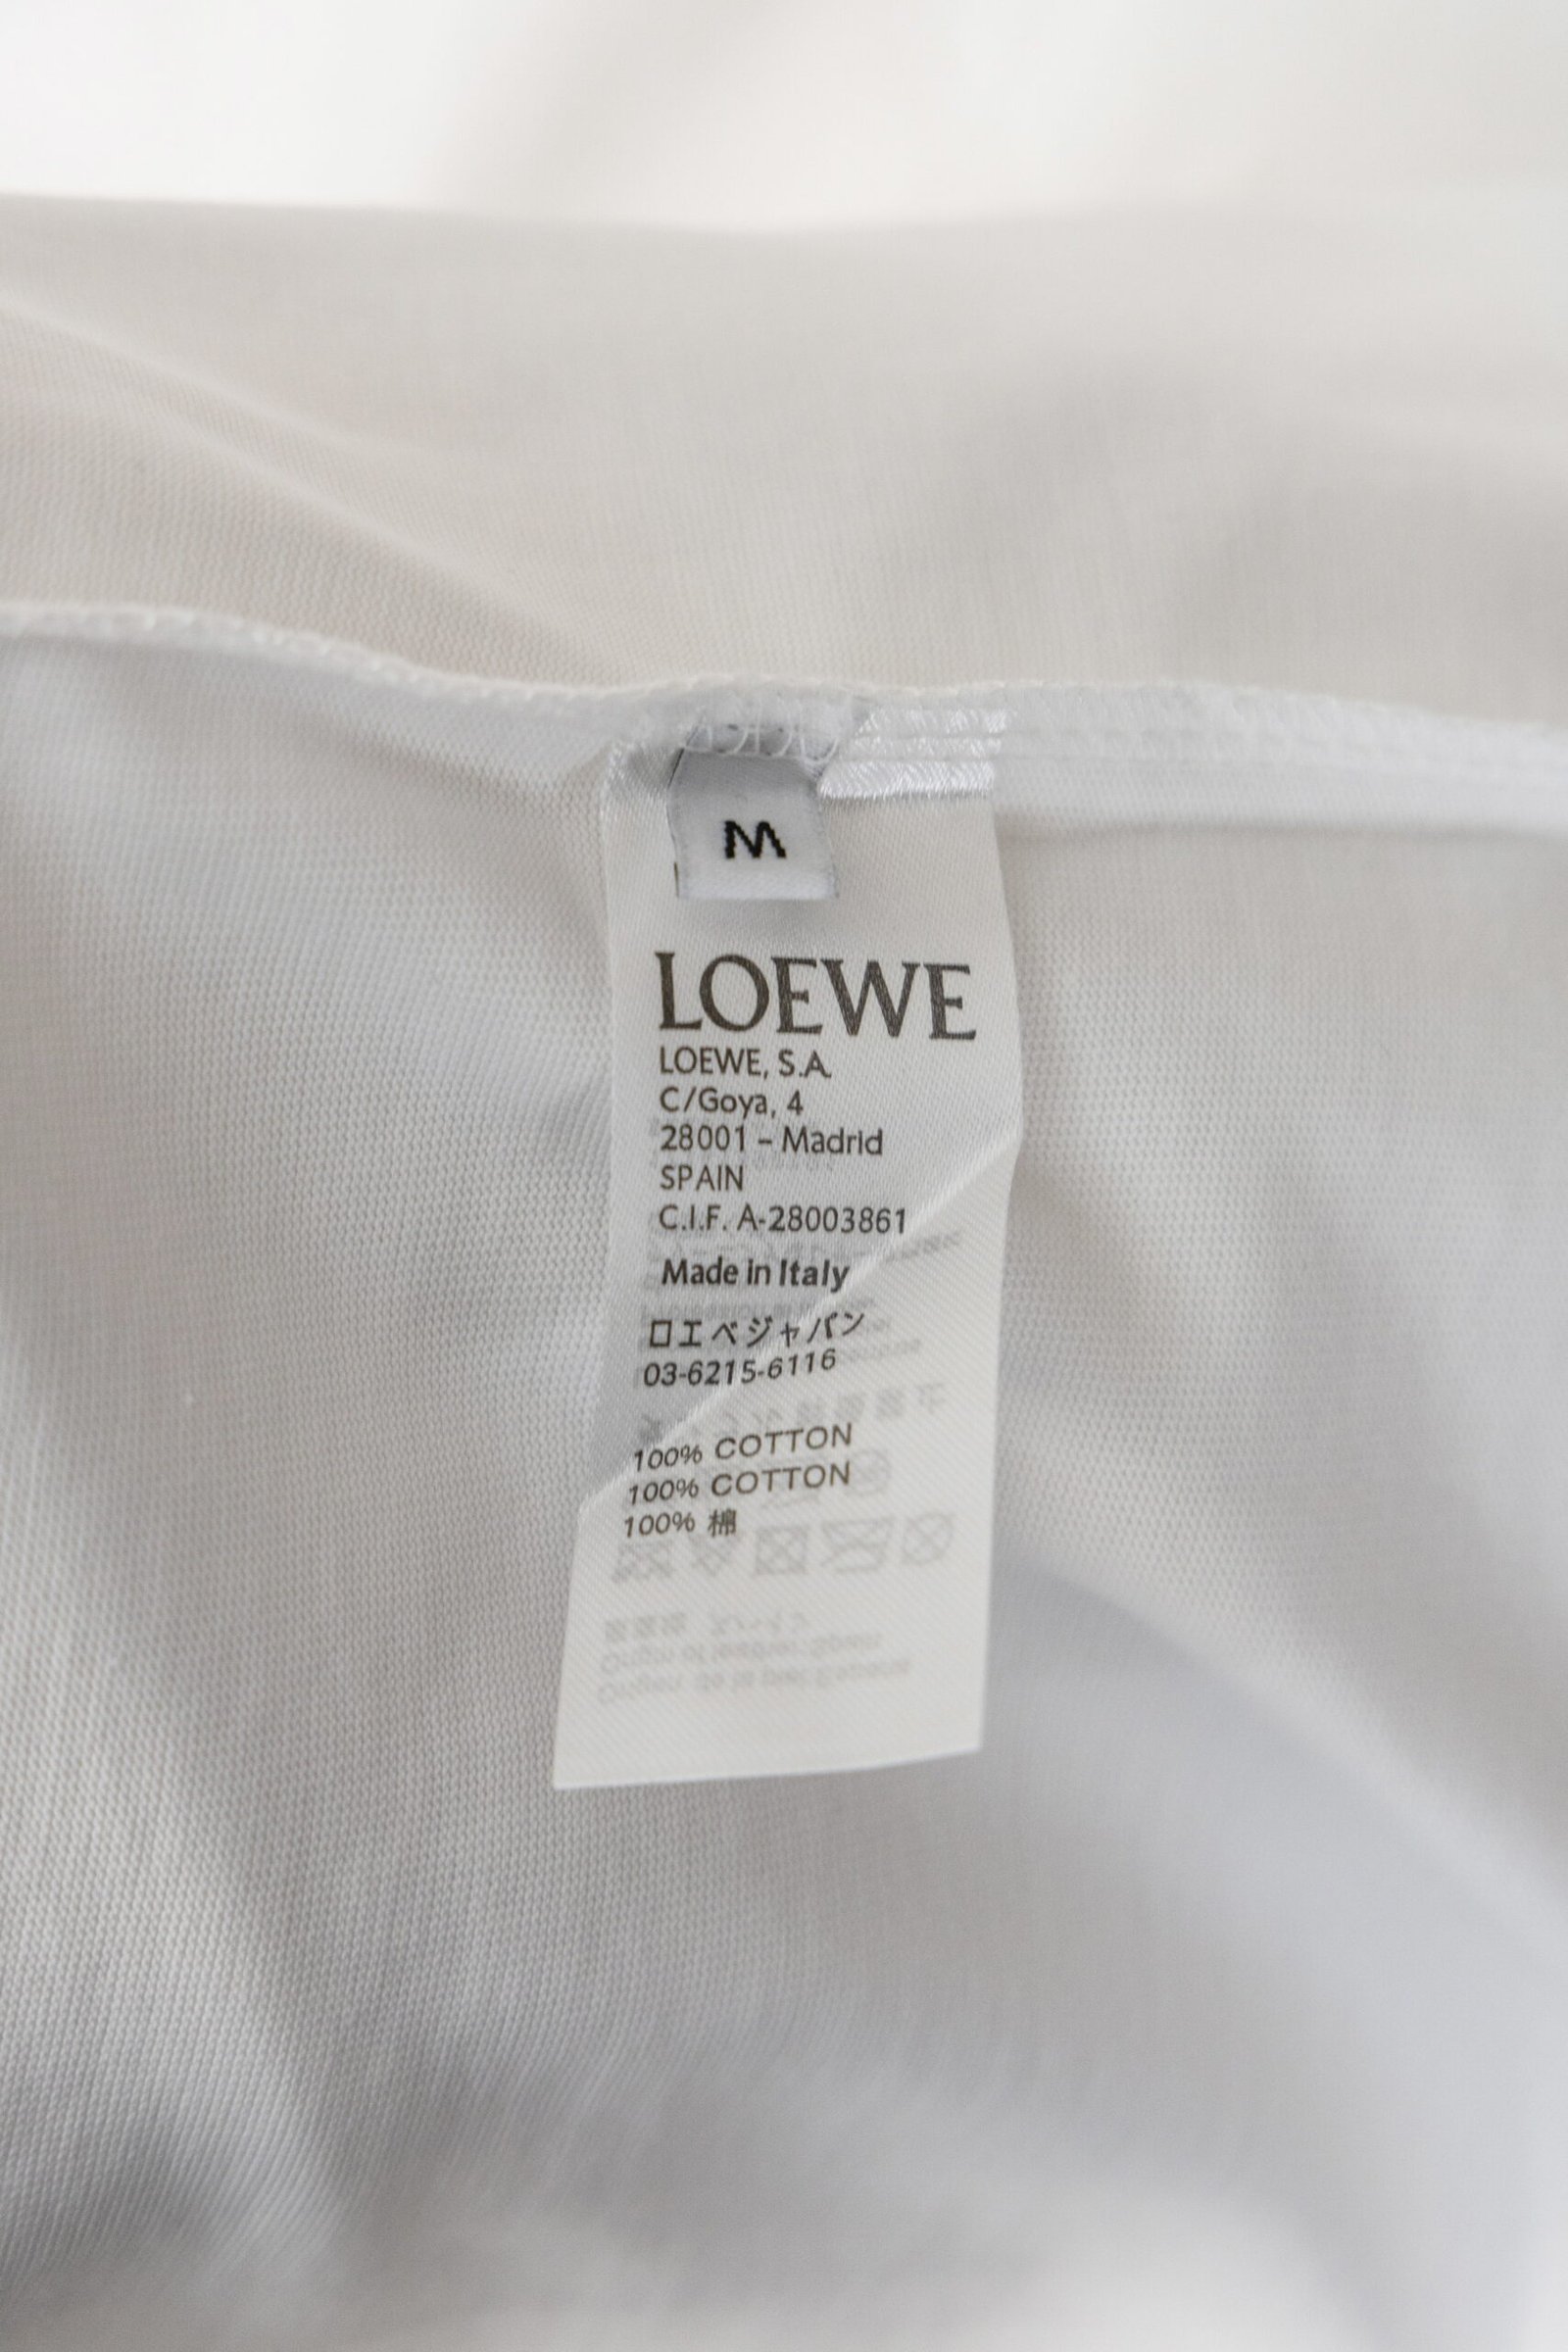 M
LOEWE
LOEWE, S.A.
C/Goya, 4
28001 – Madrid
SPAIN
C.I.F. A-28003861
Made in Italy
ロエベジャパン
03-6215-6116
100% COTTON
100% COTTON
100% 棉